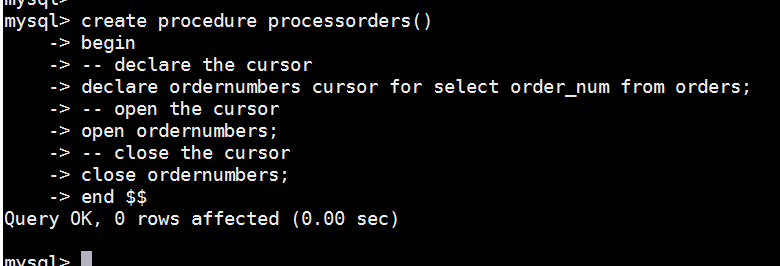 mysql>
mysql> create procedure processorders()
    -> begin
    -> -- declare the cursor
    -> declare ordernumbers cursor for select order_num from orders;
    -> -- open the cursor
    -> open ordernumbers;
    -> -- close the cursor
    -> close ordernumbers;
    -> end $$
Query OK, 0 rows affected (0.00 sec)

mysql>